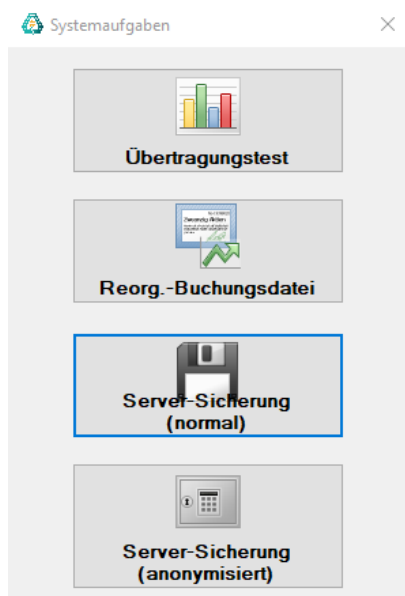 Systemaufgaben
Übertragungstest
Reorg.-Buchungsdatei
Server-Sicherung
(normal)
Server-Sicherung
(anonymisiert)